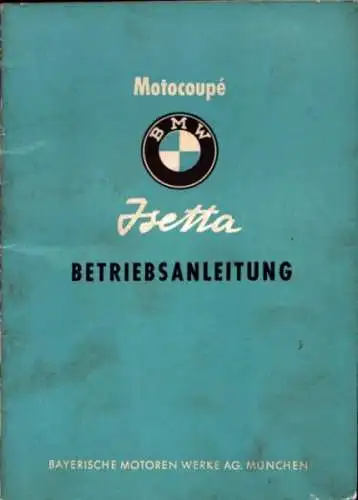 Motocoupé
BMW
Isetta
BETRIEBSANLEITUNG
BAYERISCHE MOTOREN WERKE AG. MÜNCHEN